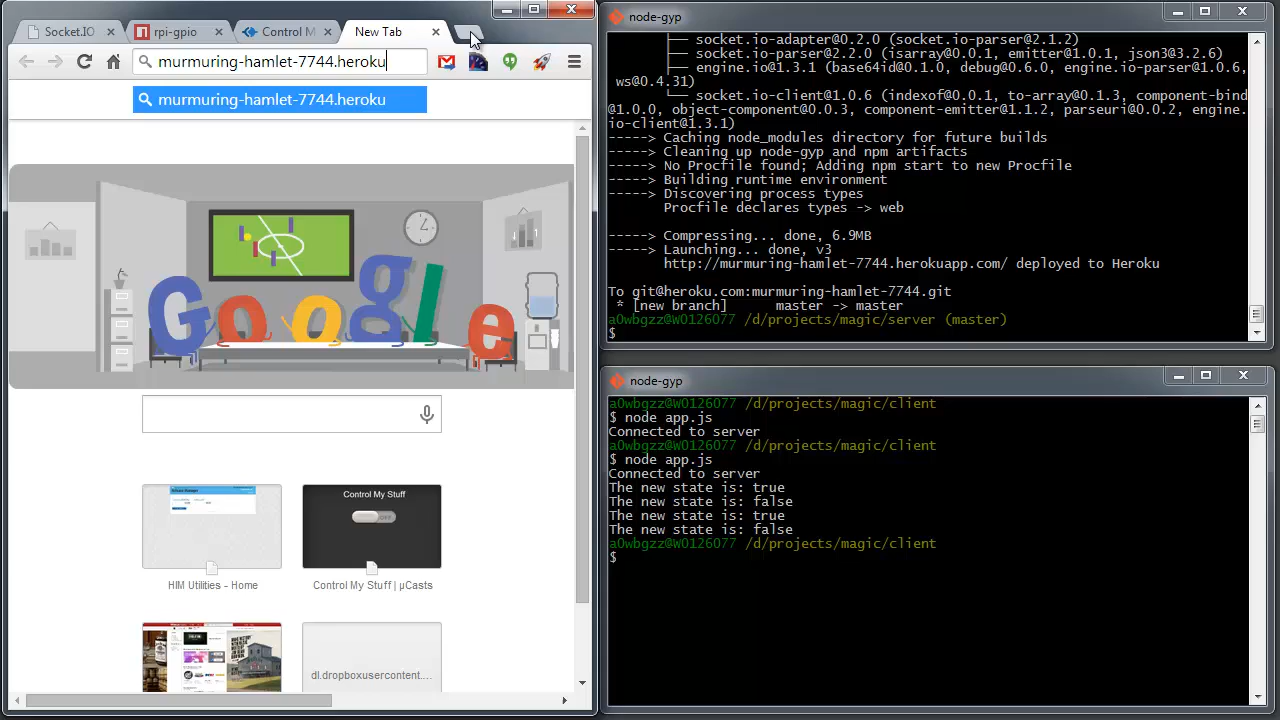 Socket.IO
rpi-gpio
Control M
New Tab
murmuring-hamlet-7744.heroku
murmuring-hamlet-7744.heroku
Google
Control My Stuff
OFF
HIM Utilities - Home
Control My Stuff | µCasts
dl.dropboxusercontent....
node-gyp
├── socket.io-adapter@0.2.0 (socket.io-parser@2.1.2)
├── socket.io-parser@2.2.0 (isarray@0.0.1, emitter@1.0.1, json3@3.2.6)
├── engine.io@1.3.1 (base64id@0.1.0, debug@0.6.0, engine.io-parser@1.0.6,
ws@0.4.31)
└── socket.io-client@1.0.6 (indexof@0.0.1, to-array@0.1.3, component-bind
@1.0.0, object-component@0.0.3, component-emitter@1.1.2, parseuri@0.0.2, engine.
io-client@1.3.1)
-----> Caching node_modules directory for future builds
-----> Cleaning up node-gyp and npm artifacts
-----> No Procfile found; Adding npm start to new Procfile
-----> Building runtime environment
-----> Discovering process types
Procfile declares types -> web
-----> Compressing... done, 6.9MB
-----> Launching... done, v3
http://murmuring-hamlet-7744.herokuapp.com/ deployed to Heroku
To git@heroku.com:murmuring-hamlet-7744.git
* [new branch] master -> master
a0wbgzz@W0126077 /d/projects/magic/server (master)
$
node-gyp
a0wbgzz@W0126077 /d/projects/magic/client
$ node app.js
Connected to server
a0wbgzz@W0126077 /d/projects/magic/client
$ node app.js
Connected to server
The new state is: true
The new state is: false
The new state is: true
The new state is: false
a0wbgzz@W0126077 /d/projects/magic/client
$